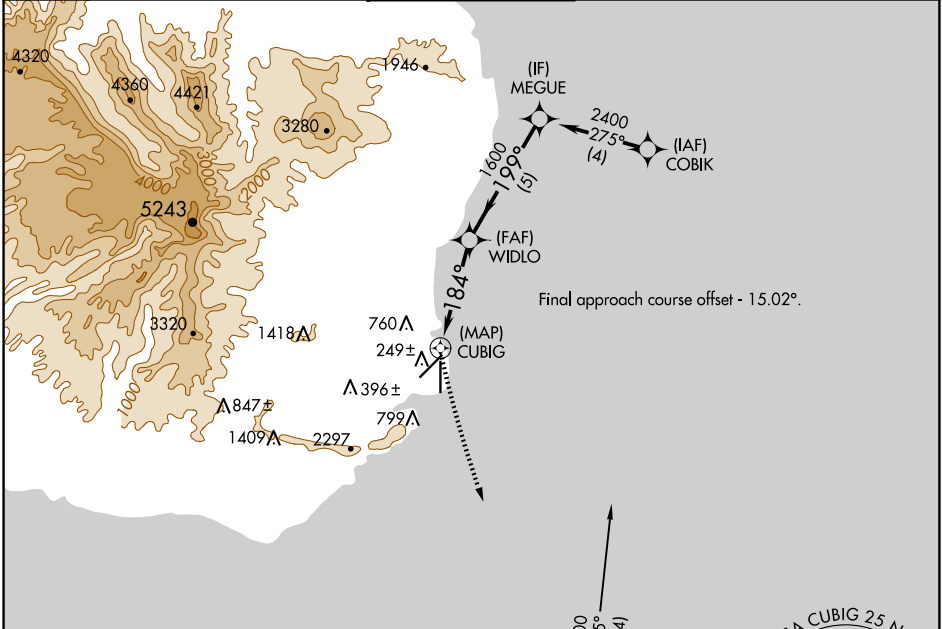 4320
4360
4421
1946
3280
3000
2000
4000
5243
3320
1000
(IF)
MEGUE
2400
275°
(4)
(IAF)
COBIK
1600
199°
(5)
(FAF)
WIDLO
184°
Final approach course offset - 15.02°.
1418
760
249±
(MAP)
CUBIG
396±
847±
799
1409
2297
CUBIG 25